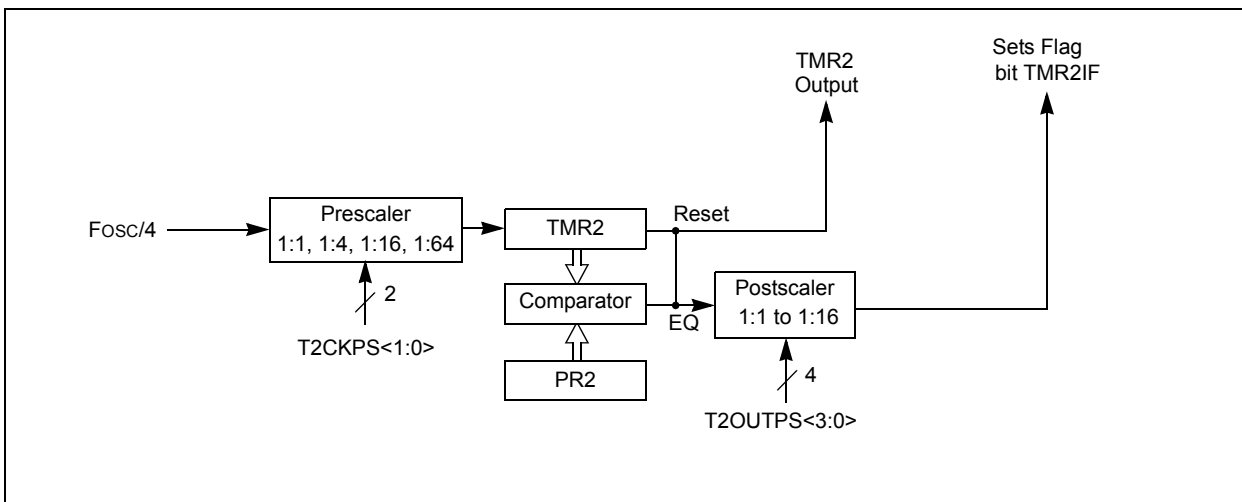 TMR2
Output
Sets Flag
bit TMR2IF
Fosc/4
Prescaler
1:1, 1:4, 1:16, 1:64
2
T2CKPS<1:0>
TMR2
Reset
Comparator
EQ
PR2
Postscaler
1:1 to 1:16
4
T2OUTPS<3:0>